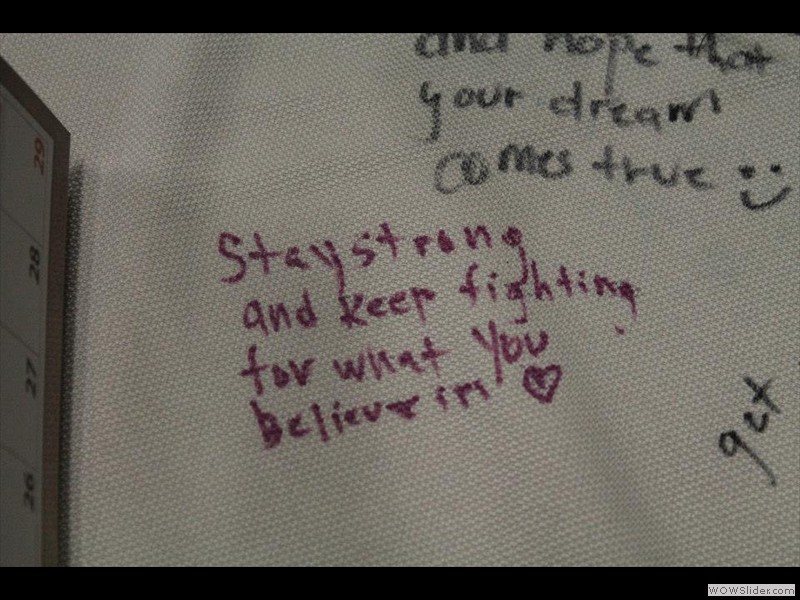 and hope that
your dream
comes true :)
Stay strong
and keep fighting
for what you
believe in ♡
get
29
28
27
26
WOWSlider.com